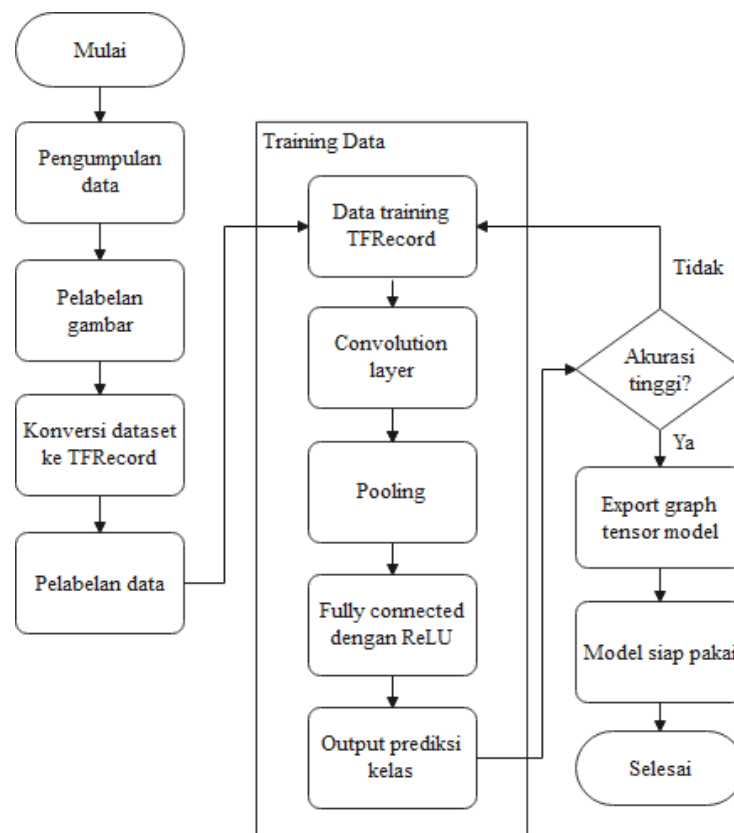 Mulai
Pengumpulan
data
Pelabelan
gambar
Konversi dataset
ke TFRecord
Pelabelan data
Training Data
Data training
TFRecord
Convolution
layer
Pooling
Fully connected
dengan ReLU
Output prediksi
kelas
Tidak
Akurasi
tinggi?
Ya
Export graph
tensor model
Model siap pakai
Selesai